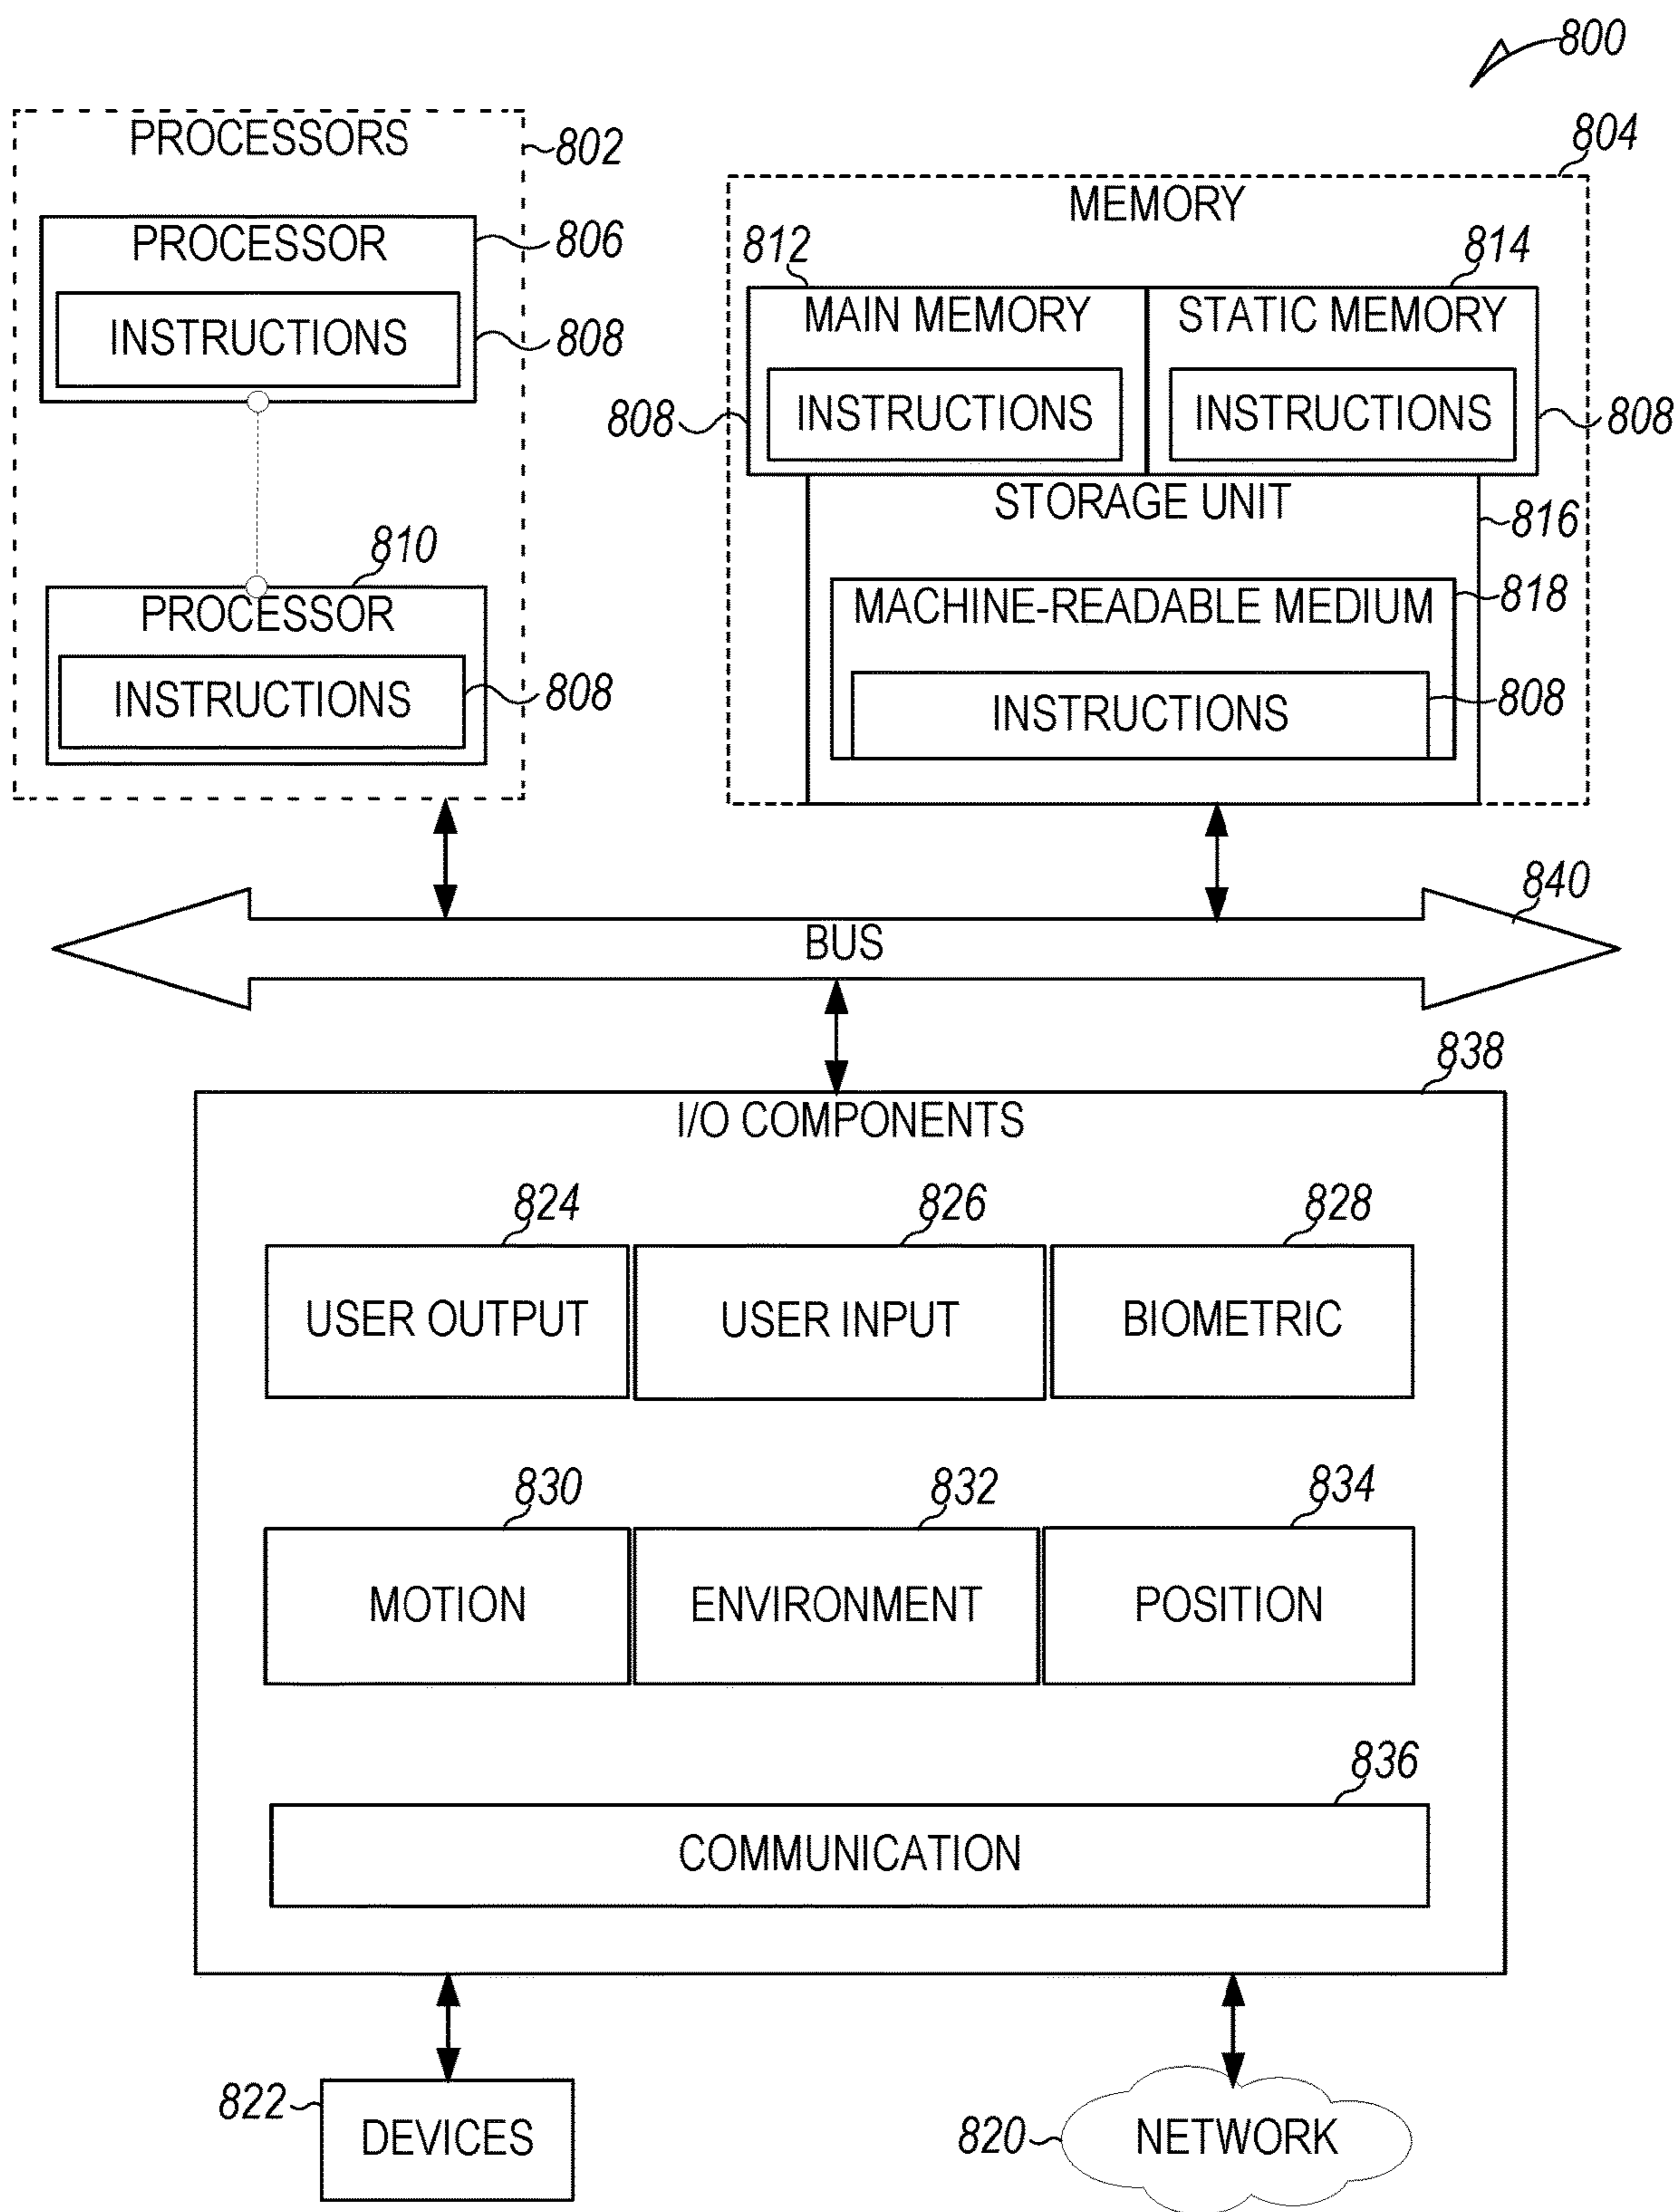 800
PROCESSORS
802
804
MEMORY
PROCESSOR
806
812
814
INSTRUCTIONS
808
MAIN MEMORY
STATIC MEMORY
808
INSTRUCTIONS
INSTRUCTIONS
808
STORAGE UNIT
816
810
PROCESSOR
MACHINE-READABLE MEDIUM
818
INSTRUCTIONS
808
INSTRUCTIONS
808
840
BUS
838
I/O COMPONENTS
824
826
828
USER OUTPUT
USER INPUT
BIOMETRIC
830
832
834
MOTION
ENVIRONMENT
POSITION
836
COMMUNICATION
822
DEVICES
820
NETWORK